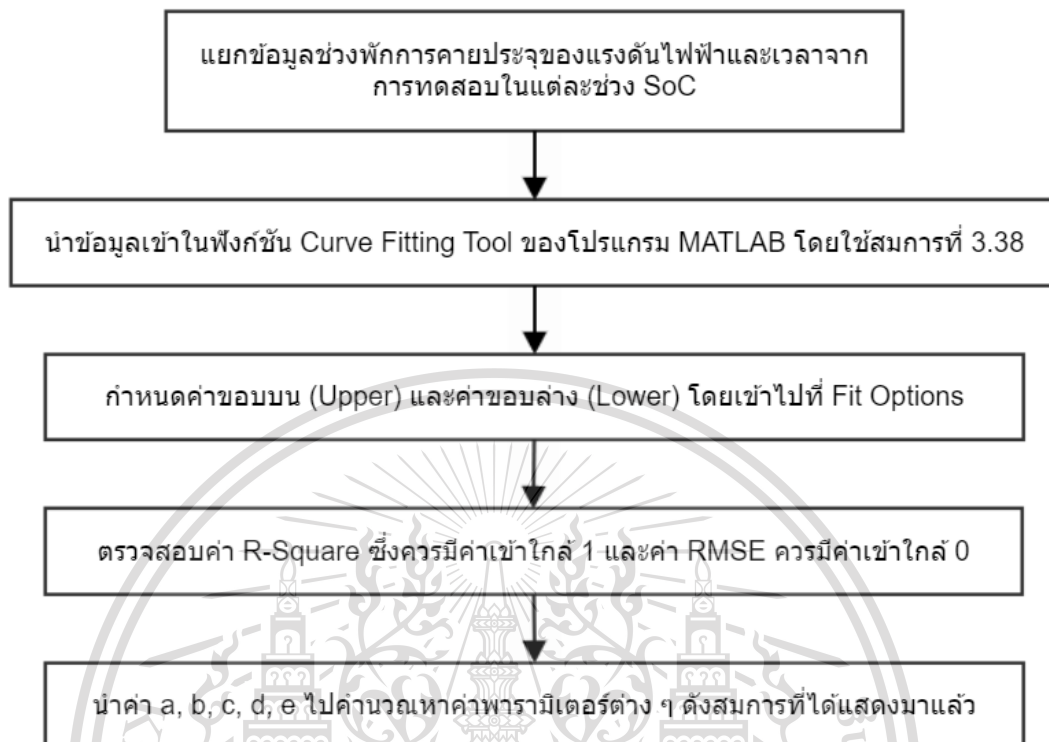 แยกข้อมูลช่วงพักการคายประจุของแรงดันไฟฟ้าและเวลาจาก
การทดสอบในแต่ละช่วง SoC
นำข้อมูลเข้าในฟังก์ชัน Curve Fitting Tool ของโปรแกรม MATLAB โดยใช้สมการที่ 3.38
กำหนดค่าขอบบน (Upper) และค่าขอบล่าง (Lower) โดยเข้าไปที่ Fit Options
ตรวจสอบค่า R-Square ซึ่งควรมีค่าเข้าใกล้ 1 และค่า RMSE ควรมีค่าเข้าใกล้ 0
นำค่า a, b, c, d, e ไปคำนวณหาค่าพารามิเตอร์ต่าง ๆ ดังสมการที่ได้แสดงมาแล้ว